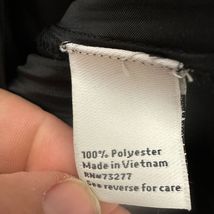 100% Polyester
Made in Vietnam
RN#73277
See reverse for care